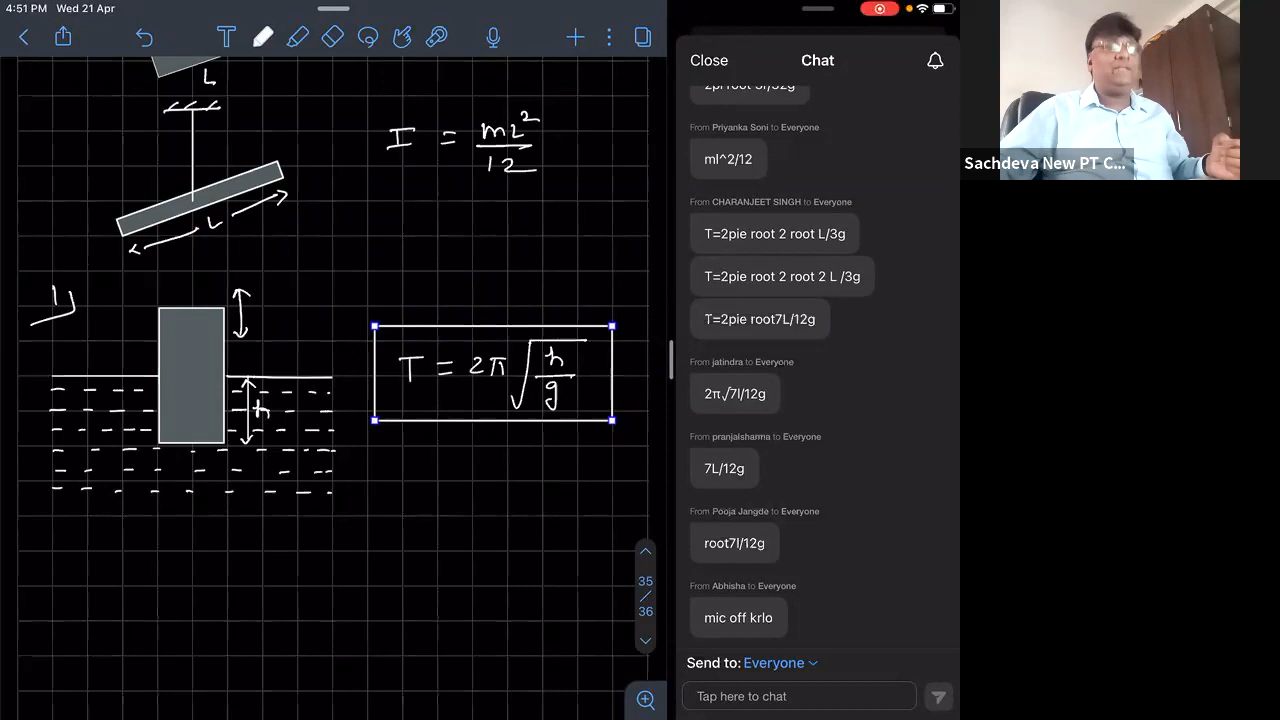 4:51 PM Wed 21 Apr
L
I = mL²/12
L
1)
h
T = 2π√(h/g)
35
36
Close
Chat
From Priyanka Soni to Everyone
ml^2/12
From CHARANJEET SINGH to Everyone
T=2pie root 2 root L/3g
T=2pie root 2 root 2 L /3g
T=2pie root7L/12g
From jatindra to Everyone
2π√7l/12g
From pranjalsharma to Everyone
7L/12g
From Pooja Jangde to Everyone
root7l/12g
From Abhisha to Everyone
mic off krlo
Send to: Everyone
Tap here to chat
Sachdeva New PT C...